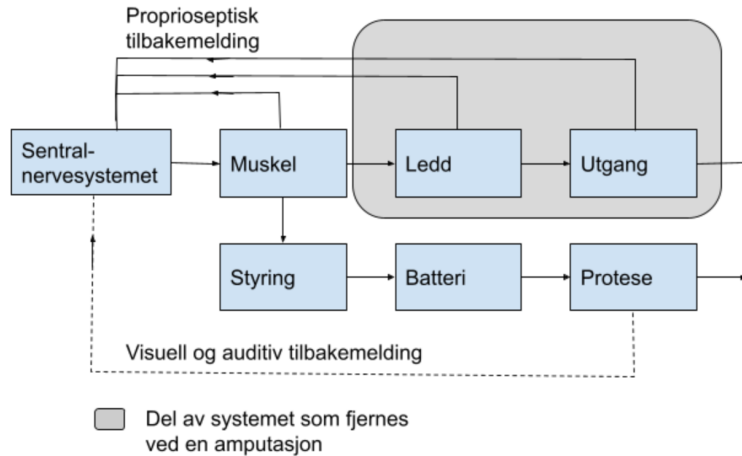 Proprioseptisk
tilbakemelding
Sentral-
nervesystemet
Muskel
Ledd
Utgang
Styring
Batteri
Protese
Visuell og auditiv tilbakemelding
Del av systemet som fjernes
ved en amputasjon